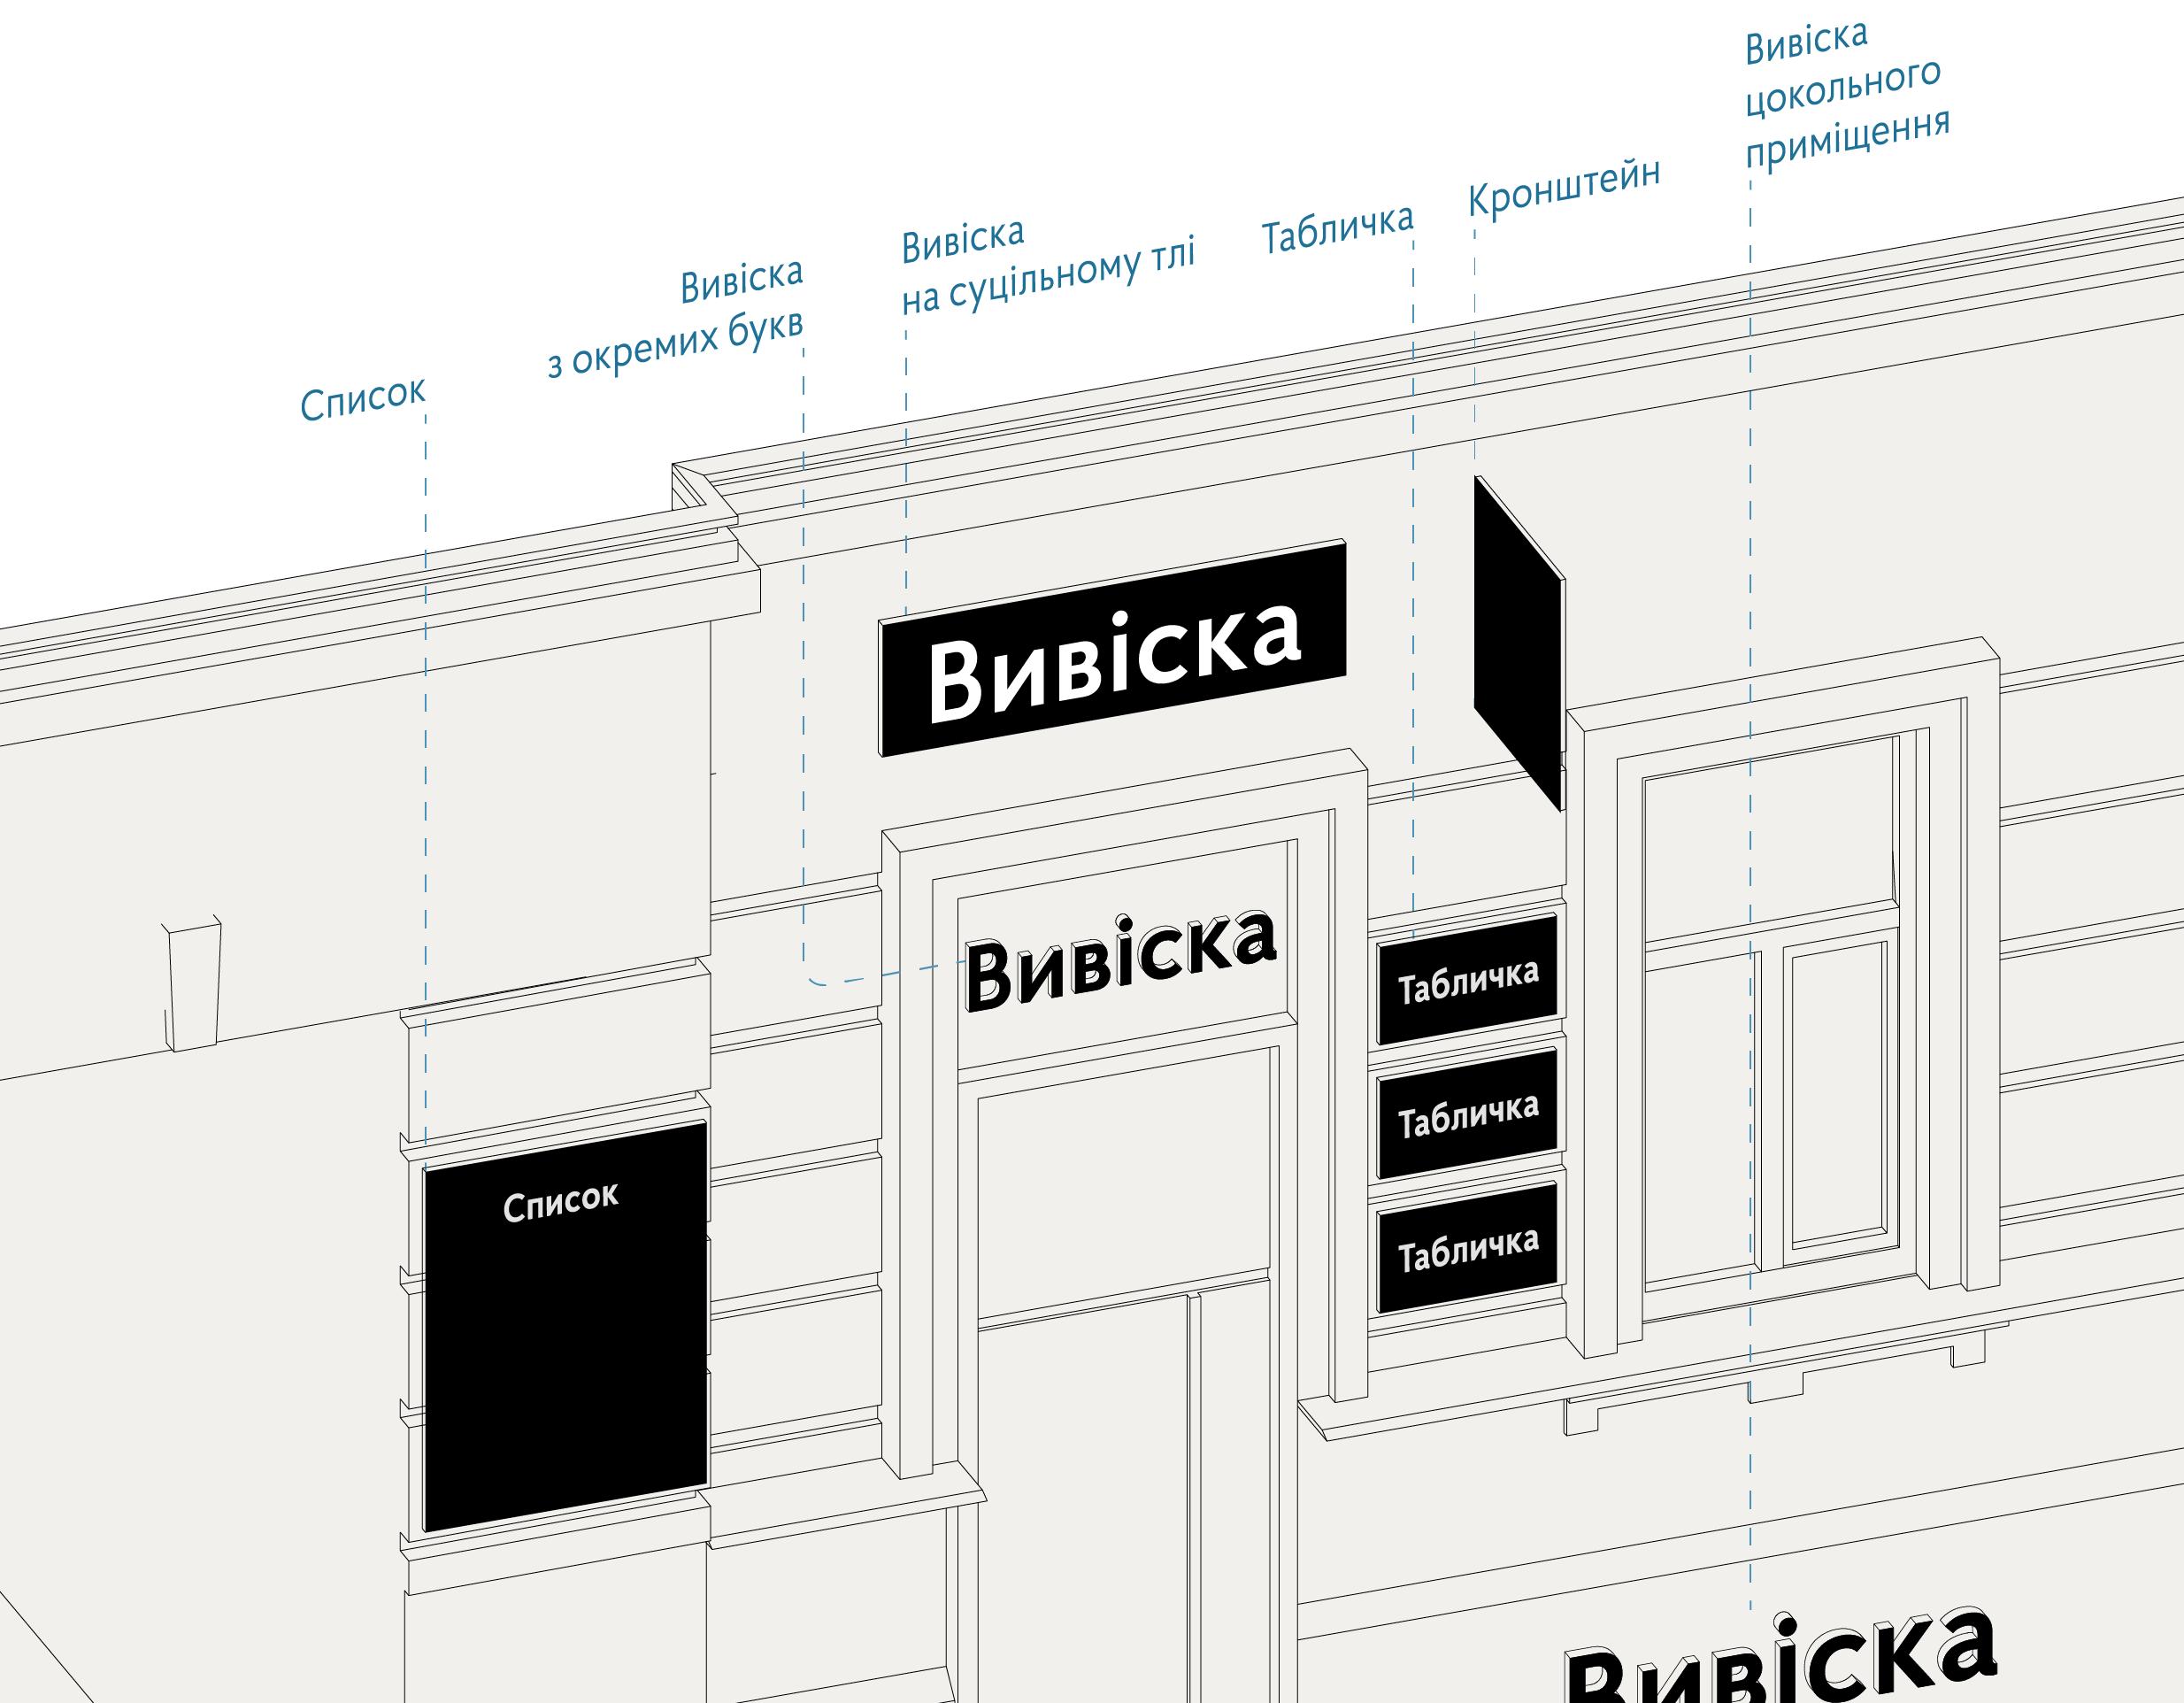 Вивіска
цокольного
приміщення
Кронштейн
Табличка
Вивіска
на суцільному тлі
Вивіска
з окремих букв
Список
Вивіска
Вивіска
Табличка
Табличка
Табличка
Список
Вивіска